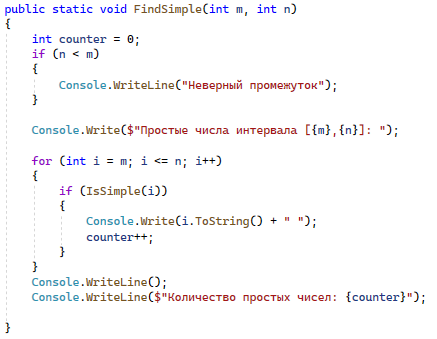 public static void FindSimple(int m, int n)
{
int counter = 0;
if (n < m)
{
Console.WriteLine("Неверный промежуток");
}
Console.Write($"Простые числа интервала [{m},{n}]: ");
for (int i = m; i <= n; i++)
{
if (IsSimple(i))
{
Console.Write(i.ToString() + " ");
counter++;
}
}
Console.WriteLine();
Console.WriteLine($"Количество простых чисел: {counter}");
}